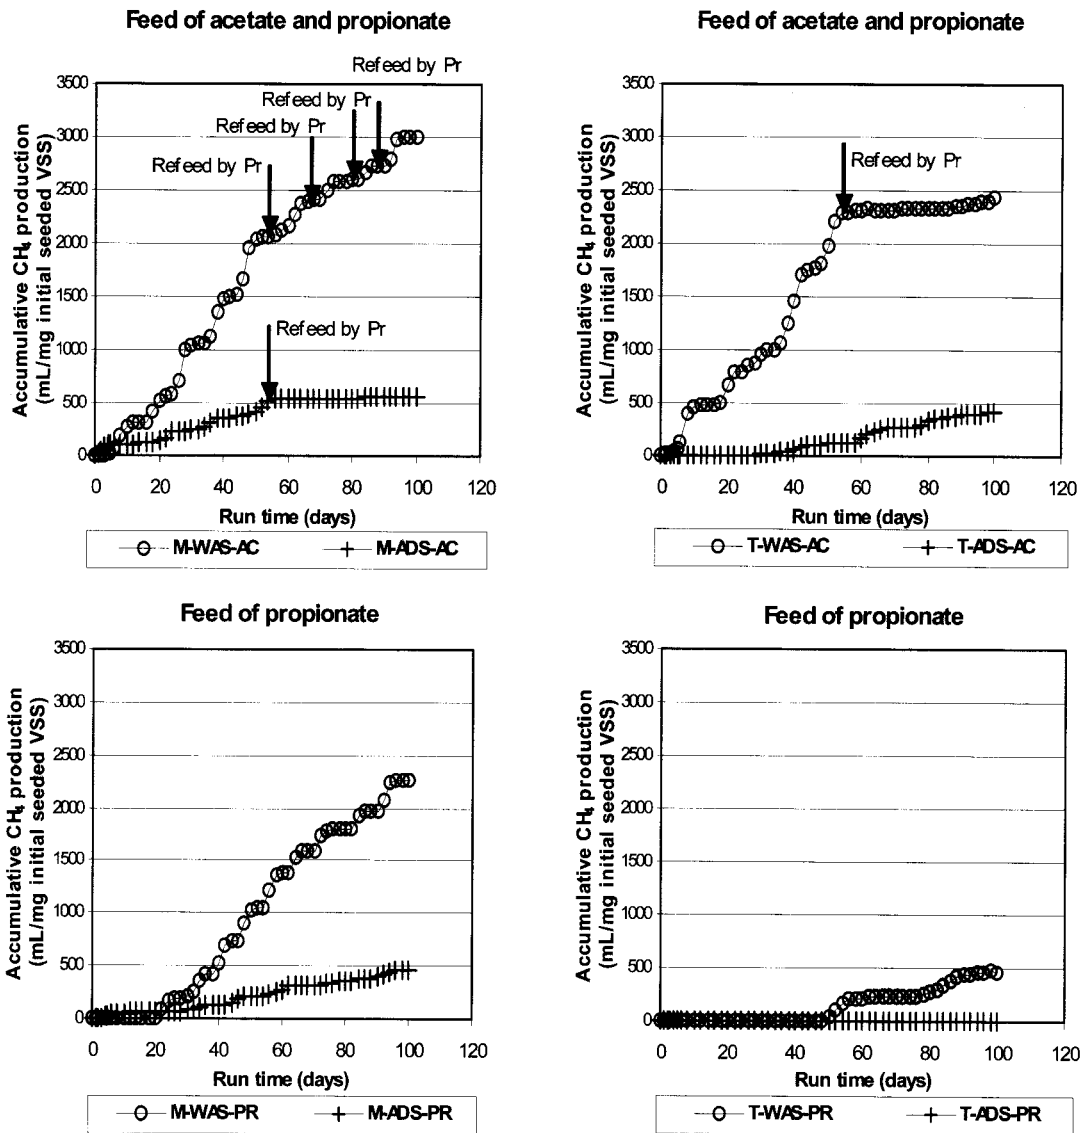 Feed of acetate and propionate
Accumulative CH4 production
(mL/mg initial seeded VSS)
3500
3000
2500
2000
1500
1000
500
0
Refeed by Pr
Refeed by Pr
Refeed by Pr
Refeed by Pr
Refeed by Pr
0 20 40 60 80 100 120
Run time (days)
M-WAS-AC M-ADS-AC
Feed of acetate and propionate
Accumulative CH4 production
(mL/mg initial seeded VSS)
3500
3000
2500
2000
1500
1000
500
0
Refeed by Pr
0 20 40 60 80 100 120
Run time (days)
T-WAS-AC T-ADS-AC
Feed of propionate
Accumulative CH4 production
(mL/mg initial seeded VSS)
3500
3000
2500
2000
1500
1000
500
0
0 20 40 60 80 100 120
Run time (days)
M-WAS-PR M-ADS-PR
Feed of propionate
Accumulative CH4 production
(mL/mg initial seeded VSS)
3500
3000
2500
2000
1500
1000
500
0
0 20 40 60 80 100 120
Run time (days)
T-WAS-PR T-ADS-PR